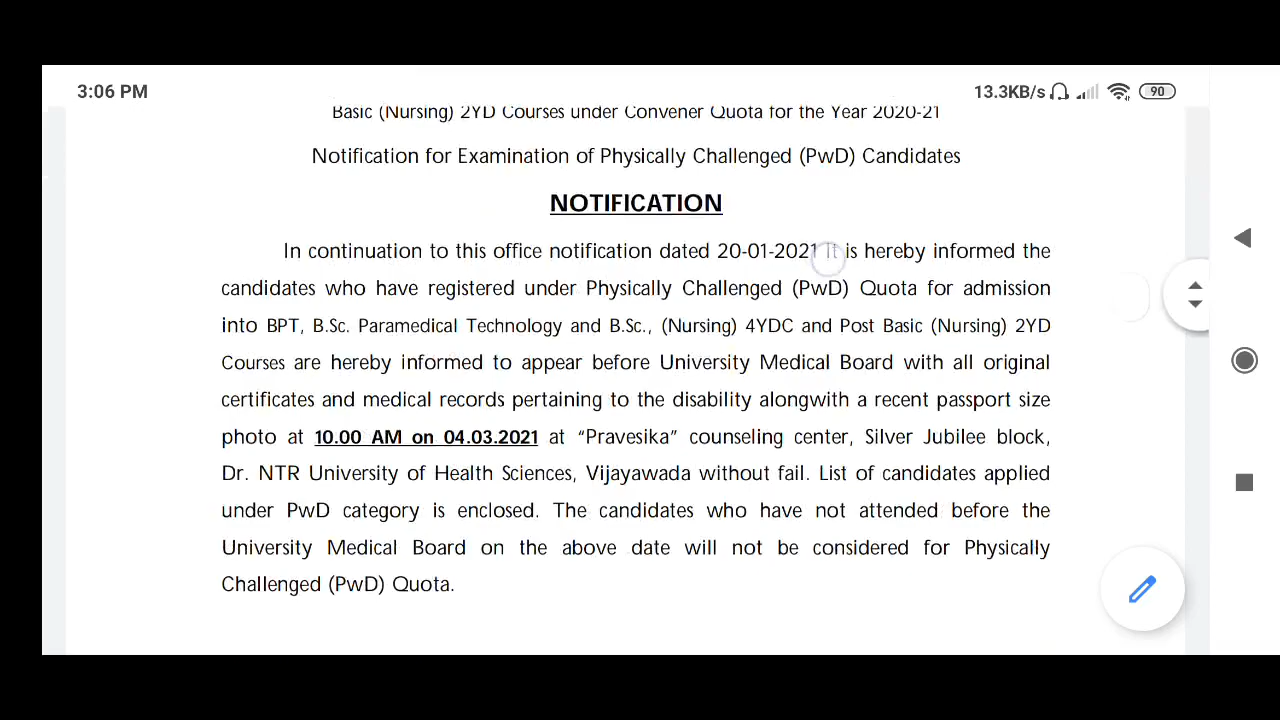 3:06 PM
13.3KB/s
90
Basic (Nursing) 2YD Courses under Convener Quota for the Year 2020-21
Notification for Examination of Physically Challenged (PwD) Candidates
NOTIFICATION
In continuation to this office notification dated 20-01-2021 It is hereby informed the
candidates who have registered under Physically Challenged (PwD) Quota for admission
into BPT, B.Sc. Paramedical Technology and B.Sc., (Nursing) 4YDC and Post Basic (Nursing) 2YD
Courses are hereby informed to appear before University Medical Board with all original
certificates and medical records pertaining to the disability alongwith a recent passport size
photo at 10.00 AM on 04.03.2021 at “Pravesika” counseling center, Silver Jubilee block,
Dr. NTR University of Health Sciences, Vijayawada without fail. List of candidates applied
under PwD category is enclosed. The candidates who have not attended before the
University Medical Board on the above date will not be considered for Physically
Challenged (PwD) Quota.